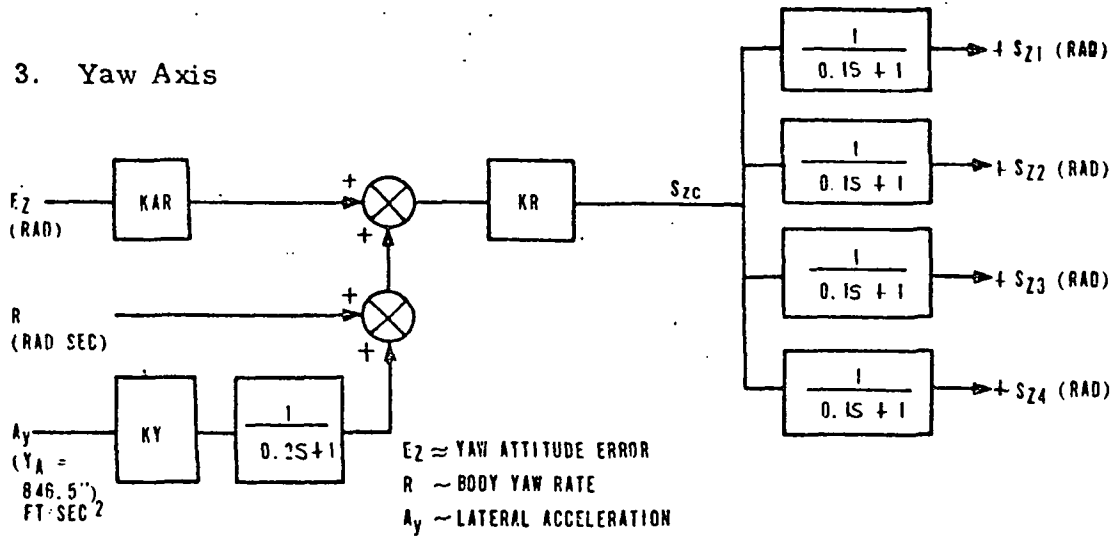 3. Yaw Axis
EZ
(RAD)
KAR
+
+
KR
SZC
R
(RAD SEC)
+
+
Ay
(YA =
846.5")
FT SEC 2
KY
1
0.2S+1
1
0.1S + 1
+ SZ1 (RAD)
1
0.1S + 1
+ SZ2 (RAD)
1
0.1S + 1
+ SZ3 (RAD)
1
0.1S + 1
+ SZ4 (RAD)
EZ ≈ YAW ATTITUDE ERROR
R ~ BODY YAW RATE
Ay ~ LATERAL ACCELERATION